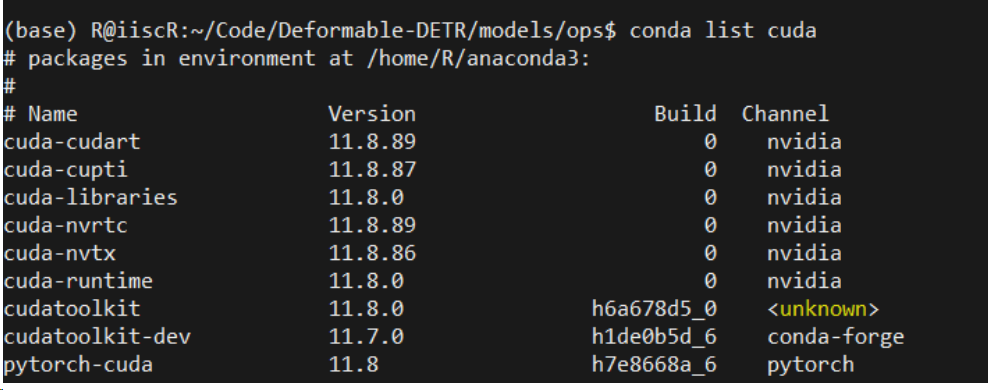 (base) R@iiscR:~/Code/Deformable-DETR/models/ops$ conda list cuda
# packages in environment at /home/R/anaconda3:
#
# Name                    Version                   Build  Channel
cuda-cudart               11.8.89                       0    nvidia
cuda-cupti                11.8.87                       0    nvidia
cuda-libraries            11.8.0                        0    nvidia
cuda-nvrtc                11.8.89                       0    nvidia
cuda-nvtx                 11.8.86                       0    nvidia
cuda-runtime              11.8.0                        0    nvidia
cudatoolkit               11.8.0               h6a678d5_0    <unknown>
cudatoolkit-dev           11.7.0               h1de0b5d_6    conda-forge
pytorch-cuda              11.8                 h7e8668a_6    pytorch